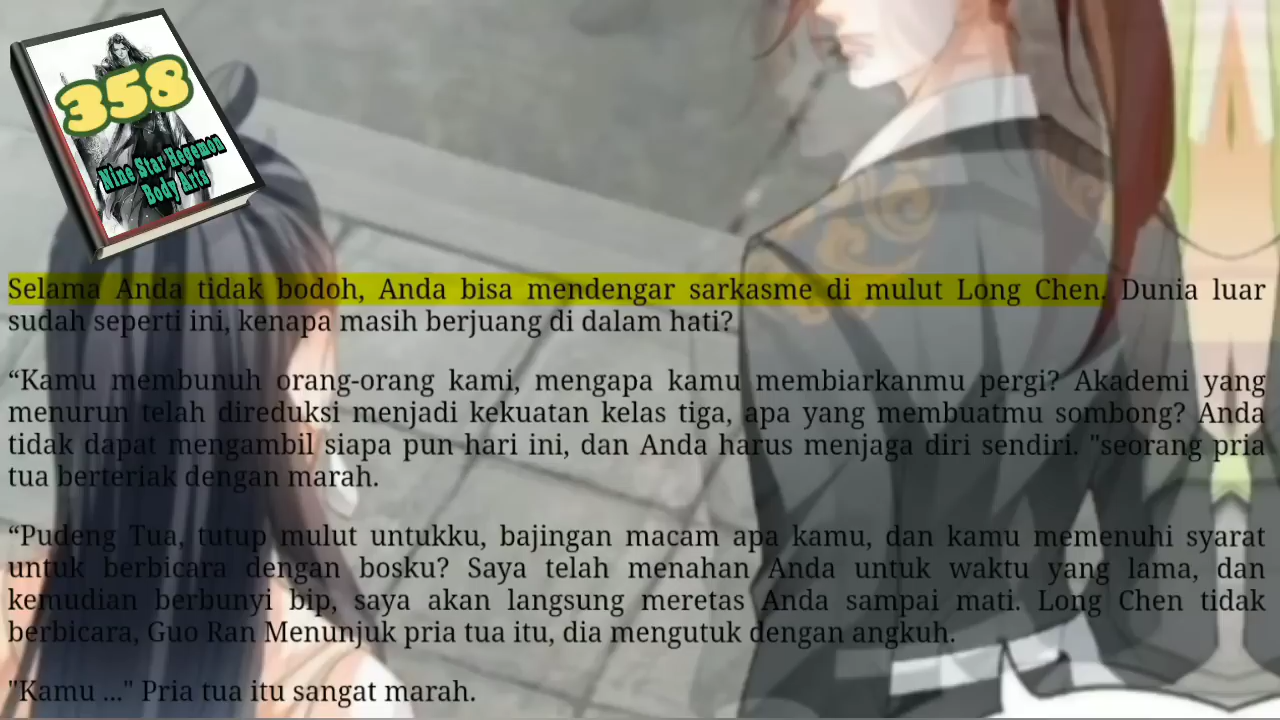 358
Nine Star Hegemon
Body Arts
Selama Anda tidak bodoh, Anda bisa mendengar sarkasme di mulut Long Chen. Dunia luar
sudah seperti ini, kenapa masih berjuang di dalam hati?
“Kamu membunuh orang-orang kami, mengapa kamu membiarkanmu pergi? Akademi yang
menurun telah direduksi menjadi kekuatan kelas tiga, apa yang membuatmu sombong? Anda
tidak dapat mengambil siapa pun hari ini, dan Anda harus menjaga diri sendiri. "seorang pria
tua berteriak dengan marah.
“Pudeng Tua, tutup mulut untukku, bajingan macam apa kamu, dan kamu memenuhi syarat
untuk berbicara dengan bosku? Saya telah menahan Anda untuk waktu yang lama, dan
kemudian berbunyi bip, saya akan langsung meretas Anda sampai mati. Long Chen tidak
berbicara, Guo Ran Menunjuk pria tua itu, dia mengutuk dengan angkuh.
"Kamu ..." Pria tua itu sangat marah.